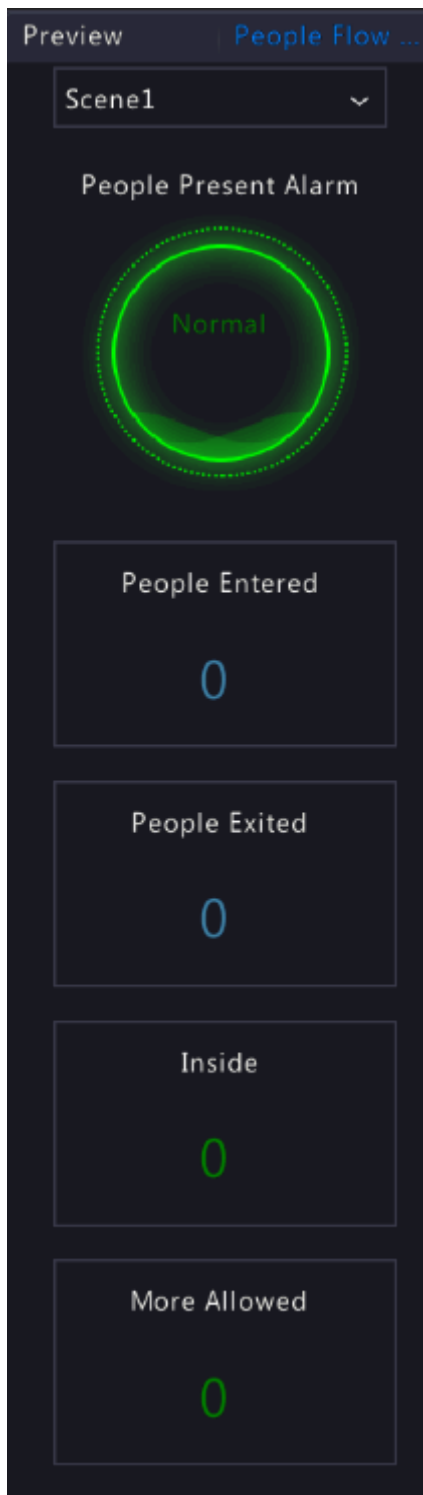 Preview People Flow ...
Scene1
People Present Alarm
Normal
People Entered
0
People Exited
0
Inside
0
More Allowed
0